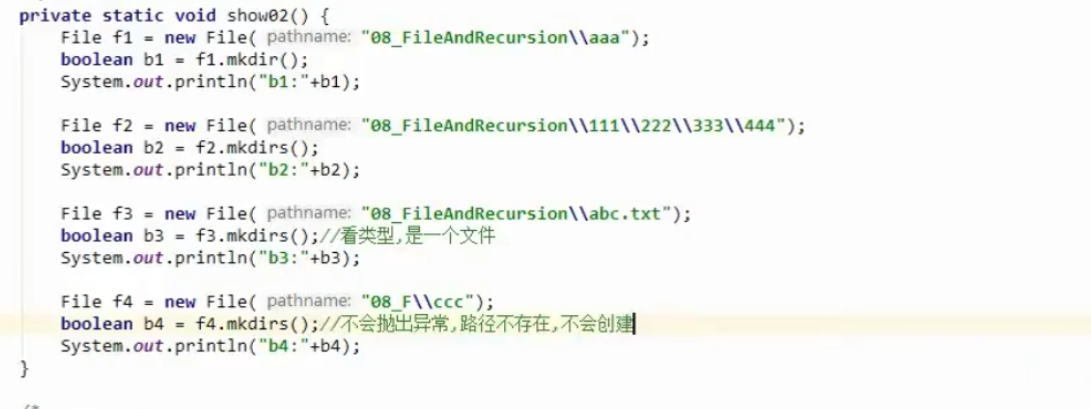 private static void show02() {
File f1 = new File( pathname: "08_FileAndRecursion\\aaa");
boolean b1 = f1.mkdir();
System.out.println("b1:"+b1);
File f2 = new File( pathname: "08_FileAndRecursion\\111\\222\\333\\444");
boolean b2 = f2.mkdirs();
System.out.println("b2:"+b2);
File f3 = new File( pathname: "08_FileAndRecursion\\abc.txt");
boolean b3 = f3.mkdirs();//看类型,是一个文件
System.out.println("b3:"+b3);
File f4 = new File( pathname: "08_F\\ccc");
boolean b4 = f4.mkdirs();//不会抛出异常,路径不存在,不会创建
System.out.println("b4:"+b4);
}
/*